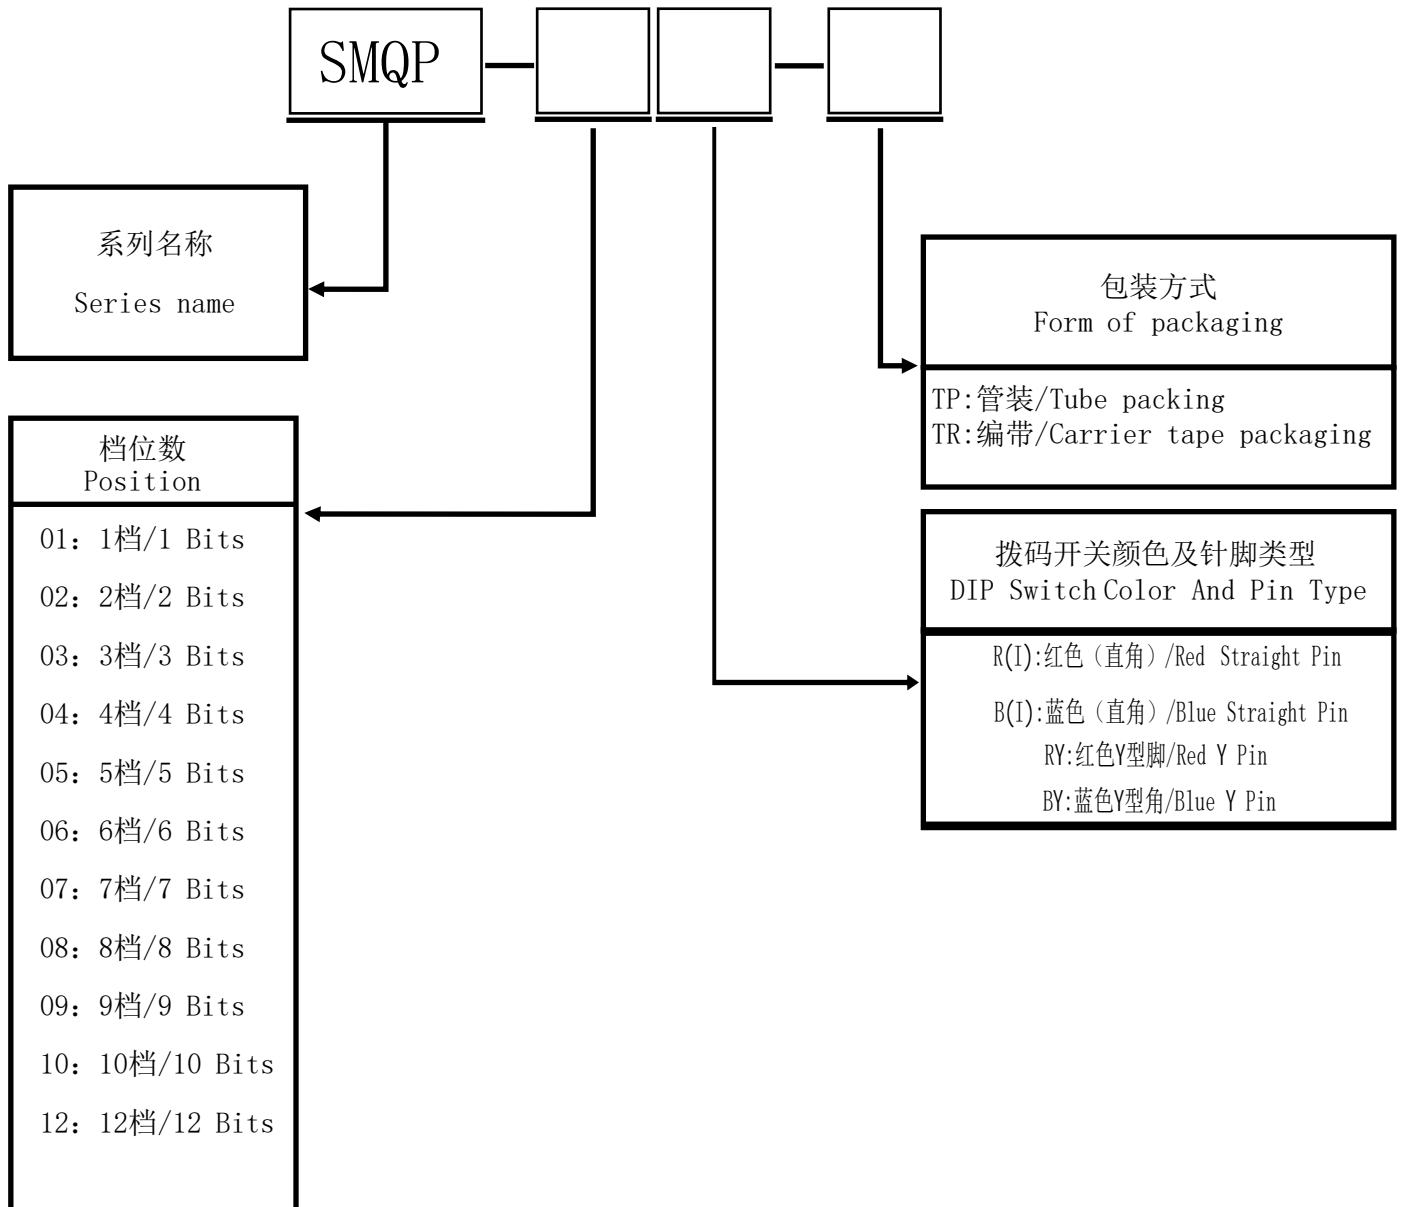 SMQP
系列名称
Series name
档位数
Position
01：1档/1 Bits
02：2档/2 Bits
03：3档/3 Bits
04：4档/4 Bits
05：5档/5 Bits
06：6档/6 Bits
07：7档/7 Bits
08：8档/8 Bits
09：9档/9 Bits
10：10档/10 Bits
12：12档/12 Bits
包装方式
Form of packaging
TP:管装/Tube packing
TR:编带/Carrier tape packaging
拨码开关颜色及针脚类型
DIP Switch Color And Pin Type
R(I):红色（直角）/Red Straight Pin
B(I):蓝色（直角）/Blue Straight Pin
RY:红色Y型脚/Red Y Pin
BY:蓝色Y型角/Blue Y Pin